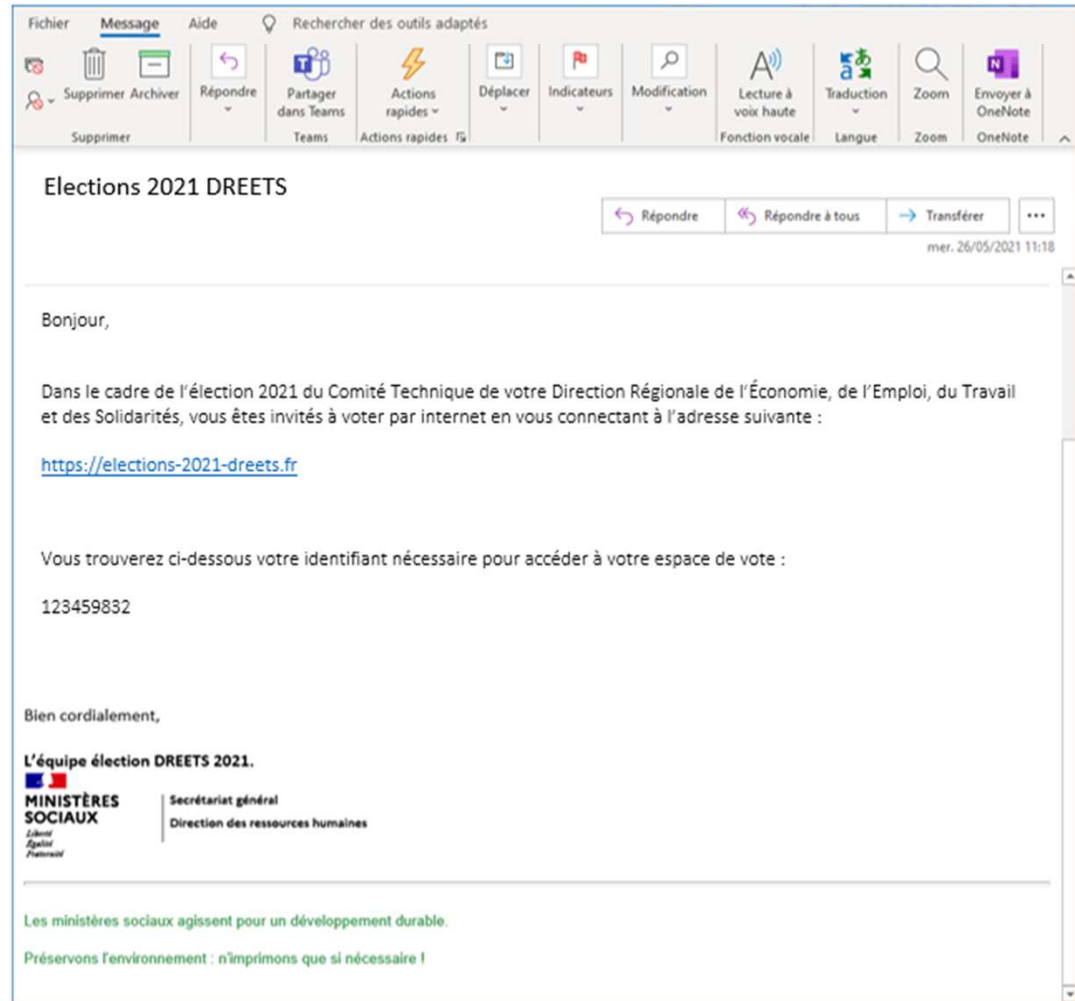 Fichier Message Aide Rechercher des outils adaptés
Supprimer Archiver Répondre Partager dans Teams Actions rapides Déplacer Indicateurs Modification Lecture à voix haute Traduction Zoom Envoyer à OneNote
Supprimer Teams Actions rapides Fonction vocale Langue Zoom OneNote
Elections 2021 DREETS
Répondre Répondre à tous Transférer ...
mer. 26/05/2021 11:18
Bonjour,
Dans le cadre de l'élection 2021 du Comité Technique de votre Direction Régionale de l'Économie, de l'Emploi, du Travail
et des Solidarités, vous êtes invités à voter par internet en vous connectant à l'adresse suivante :
https://elections-2021-dreets.fr
Vous trouverez ci-dessous votre identifiant nécessaire pour accéder à votre espace de vote :
123459832
Bien cordialement,
L'équipe élection DREETS 2021.
MINISTÈRES
SOCIAUX
Liberté
Égalité
Fraternité
Secrétariat général
Direction des ressources humaines
Les ministères sociaux agissent pour un développement durable.
Préservons l'environnement : n'imprimons que si nécessaire !